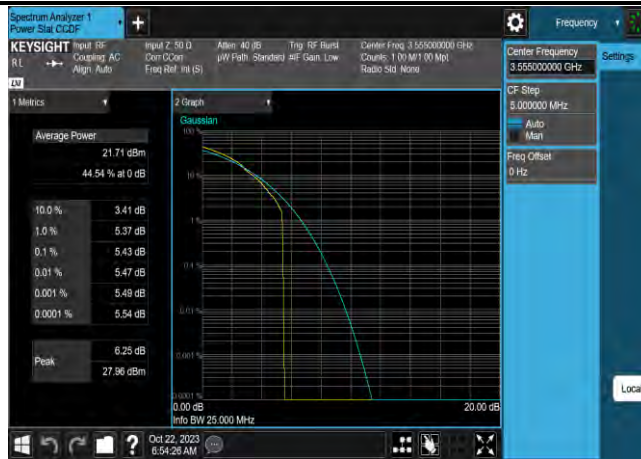 Spectrum Analyzer 1
Power Stat CCDF
Frequency
KEYSIGHT
RL
Input: RF
Coupling: AC
Align: Auto
Input Z: 50 Ω
Corr CCorr
Freq Ref: Int (S)
Atten: 40 dB
µW Path: Standard
Trig: RF Burst
#IF Gain: Low
Center Freq: 3.555000000 GHz
Counts: 1.00 M/1.00 Mpt
Radio Std: None
LNI
1 Metrics
Average Power
21.71 dBm
44.54 % at 0 dB
10.0 % 3.41 dB
1.0 % 5.37 dB
0.1 % 5.43 dB
0.01 % 5.47 dB
0.001 % 5.49 dB
0.0001 % 5.54 dB
Peak
6.25 dB
27.96 dBm
2 Graph
Gaussian
100 %
10 %
1 %
0.1 %
0.01 %
0.001 %
0.0001 %
0.00 dB 20.00 dB
Info BW 25.000 MHz
Center Frequency
3.555000000 GHz
Settings
CF Step
5.000000 MHz
Auto
Man
Freq Offset
0 Hz
Local
?
Oct 22, 2023
6:54:26 AM